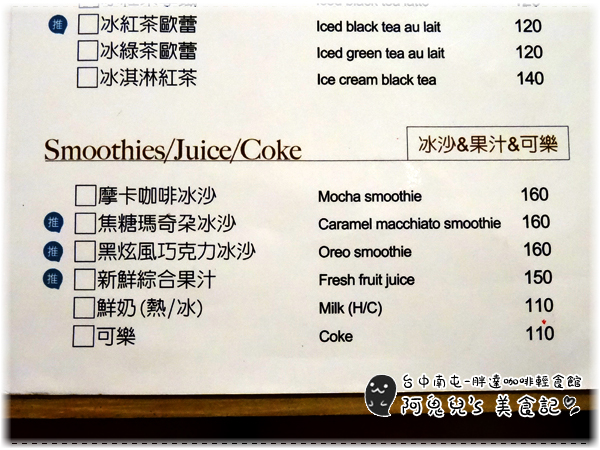 推 冰紅茶歐蕾 Iced black tea au lait 120
冰綠茶歐蕾 Iced green tea au lait 120
冰淇淋紅茶 Ice cream black tea 140
Smoothies/Juice/Coke 冰沙&果汁&可樂
摩卡咖啡冰沙 Mocha smoothie 160
推 焦糖瑪奇朵冰沙 Caramel macchiato smoothie 160
推 黑炫風巧克力冰沙 Oreo smoothie 160
推 新鮮綜合果汁 Fresh fruit juice 150
鮮奶(熱/冰) Milk (H/C) 110
可樂 Coke 110
台中南屯-胖達咖啡輕食館
阿兔兒's 美食記